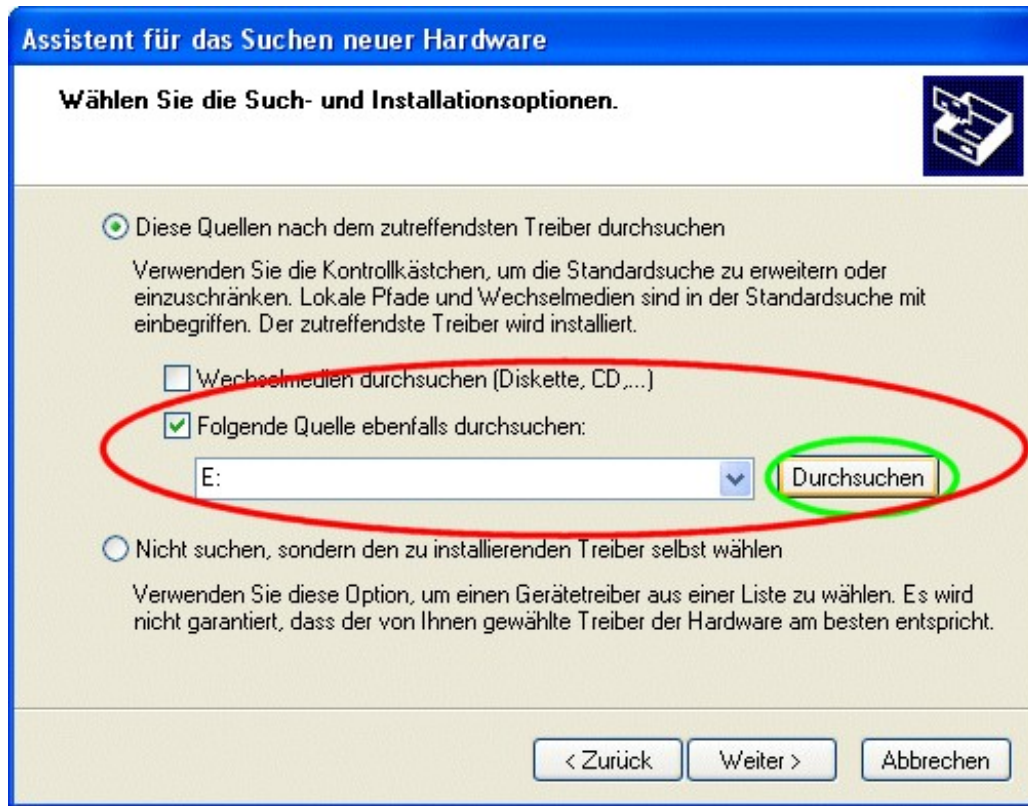 Assistent für das Suchen neuer Hardware
Wählen Sie die Such- und Installationsoptionen.
Diese Quellen nach dem zutreffendsten Treiber durchsuchen
Verwenden Sie die Kontrollkästchen, um die Standardsuche zu erweitern oder
einzuschränken. Lokale Pfade und Wechselmedien sind in der Standardsuche mit
einbegriffen. Der zutreffendste Treiber wird installiert.
Wechselmedien durchsuchen (Diskette, CD,...)
Folgende Quelle ebenfalls durchsuchen:
E: Durchsuchen
Nicht suchen, sondern den zu installierenden Treiber selbst wählen
Verwenden Sie diese Option, um einen Gerätetreiber aus einer Liste zu wählen. Es wird
nicht garantiert, dass der von Ihnen gewählte Treiber der Hardware am besten entspricht.
< Zurück Weiter > Abbrechen